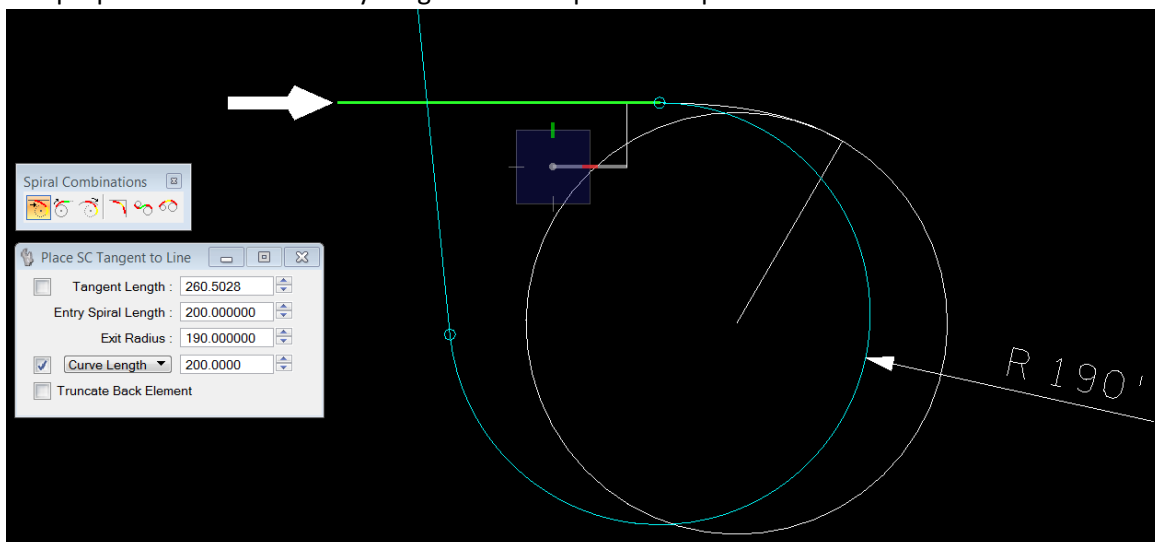 Spiral Combinations
Place SC Tangent to Line
Tangent Length : 260.5028
Entry Spiral Length : 200.000000
Exit Radius : 190.000000
Curve Length 200.0000
Truncate Back Element
R 190'